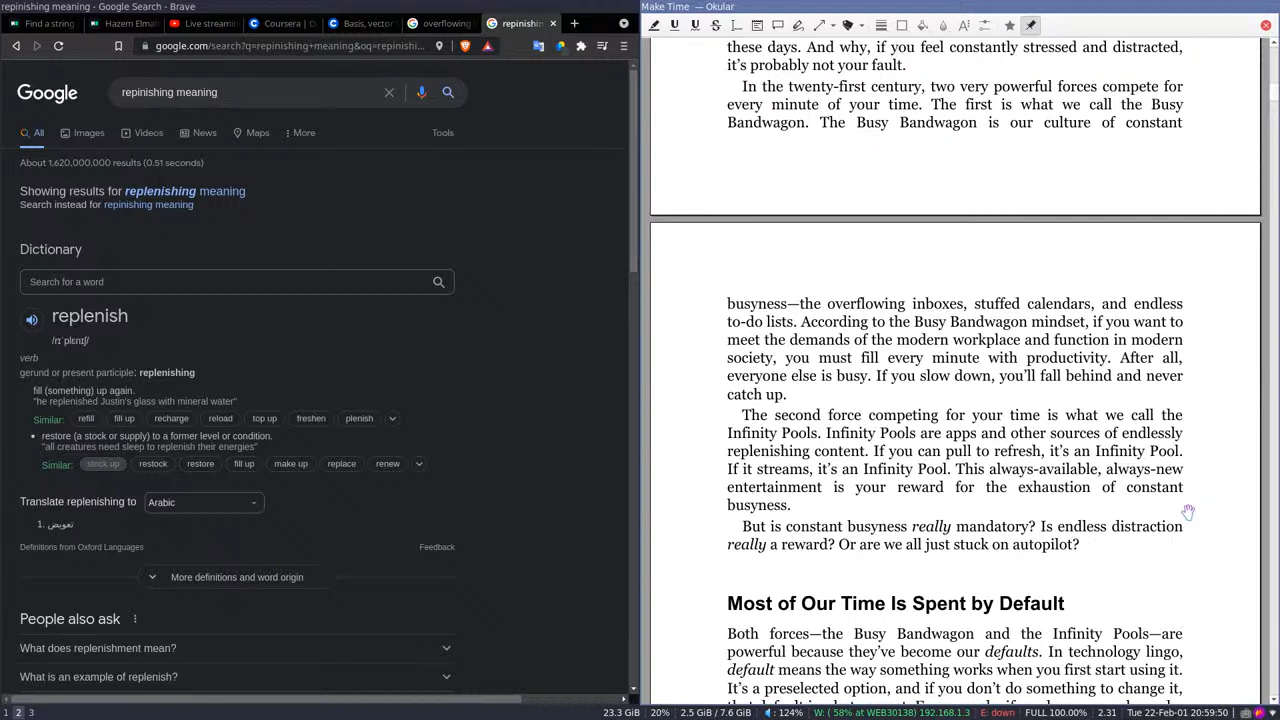 repinishing meaning - Google Search - Brave
Find a
Hazem Elmaht
Live streami
Coursera | C
Basis, vector
overflowing
repinishin
google.com/search?q=repinishing+meaning&oq=repinishi...
Google
repinishing meaning
All
Images
Videos
News
Maps
More
Tools
About 1,620,000,000 results (0.51 seconds)
Showing results for replenishing meaning
Search instead for repinishing meaning
Dictionary
Search for a word
replenish
/rɪˈplɛnɪʃ/
verb
gerund or present participle: replenishing
fill (something) up again.
"he replenished Justin's glass with mineral water"
Similar: refill fill up recharge reload top up freshen plenish
restore (a stock or supply) to a former level or condition.
"all creatures need sleep to replenish their energies"
Similar: stock up restock restore fill up make up replace renew
Translate replenishing to Arabic
1. تعويض
Definitions from Oxford Languages
Feedback
More definitions and word origin
People also ask
What does replenishment mean?
What is an example of replenish?
Make Time — Okular
these days. And why, if you feel constantly stressed and distracted,
it's probably not your fault.
In the twenty-first century, two very powerful forces compete for
every minute of your time. The first is what we call the Busy
Bandwagon. The Busy Bandwagon is our culture of constant
busyness—the overflowing inboxes, stuffed calendars, and endless
to-do lists. According to the Busy Bandwagon mindset, if you want to
meet the demands of the modern workplace and function in modern
society, you must fill every minute with productivity. After all,
everyone else is busy. If you slow down, you'll fall behind and never
catch up.
The second force competing for your time is what we call the
Infinity Pools. Infinity Pools are apps and other sources of endlessly
replenishing content. If you can pull to refresh, it's an Infinity Pool.
If it streams, it's an Infinity Pool. This always-available, always-new
entertainment is your reward for the exhaustion of constant
busyness.
But is constant busyness really mandatory? Is endless distraction
really a reward? Or are we all just stuck on autopilot?
Most of Our Time Is Spent by Default
Both forces—the Busy Bandwagon and the Infinity Pools—are
powerful because they've become our defaults. In technology lingo,
default means the way something works when you first start using it.
It's a preselected option, and if you don't do something to change it,
1 2 3
23.3 GiB 20% 2.5 GiB / 7.6 GiB : 124% W: ( 58% at WEB30138) 192.168.1.3 E: down FULL 100.00% 2.31 Tue 22-Feb-01 20:59:50